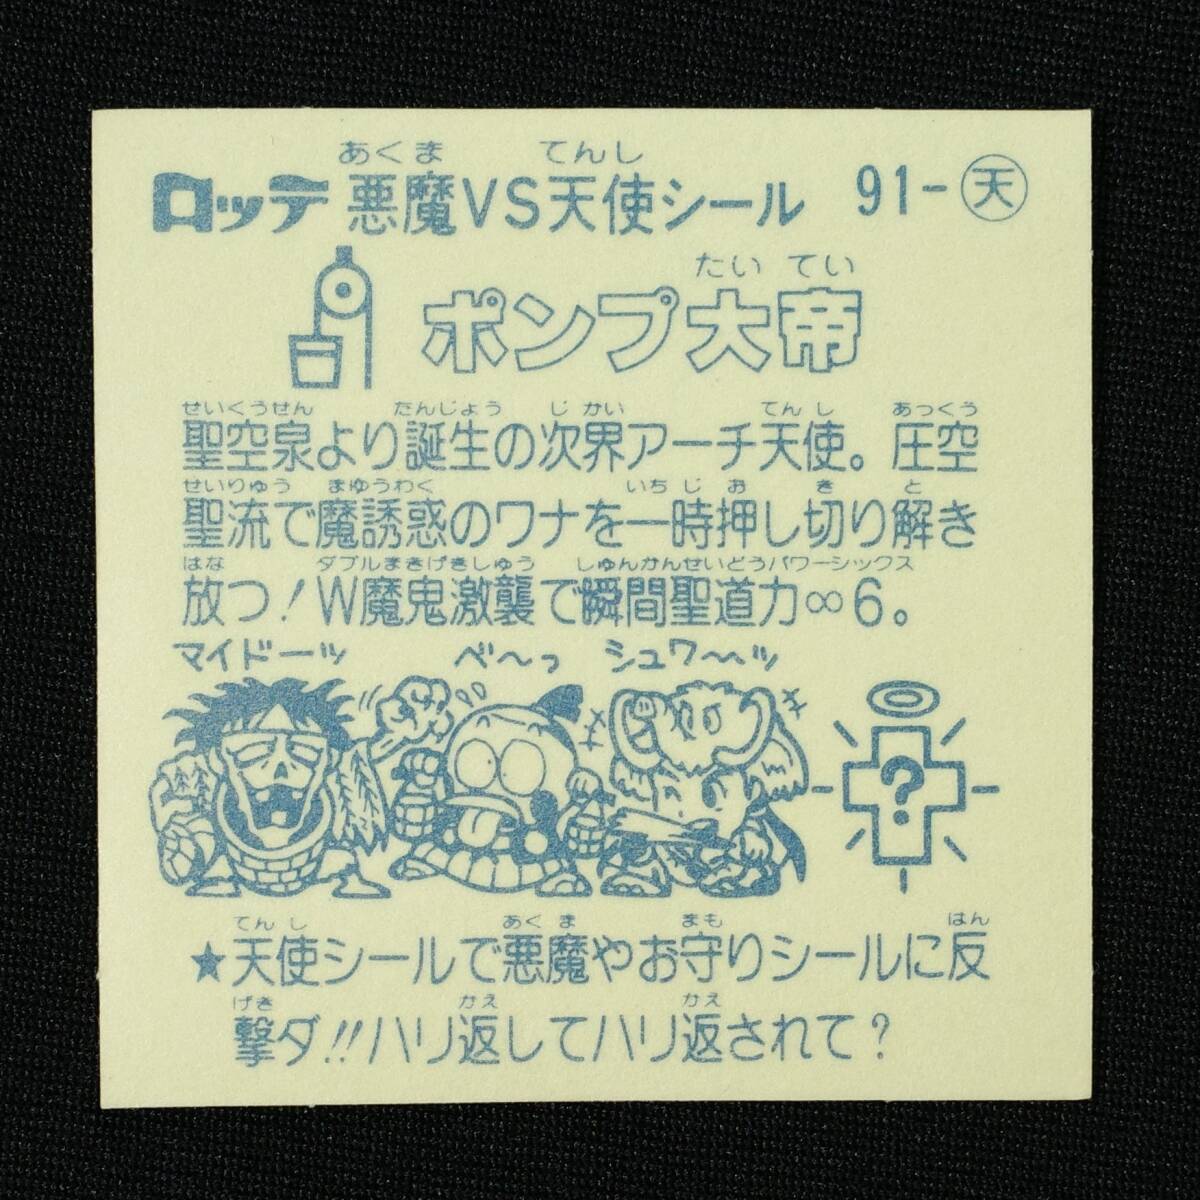 ロッテ 悪魔VS天使シール 91-天
あくま てんし
ポンプ大帝
たいてい
聖空泉より誕生の次界アーチ天使。圧空
せいくうせん たんじょう じかい てんし あっくう
聖流で魔誘惑のワナを一時押し切り解き
せいりゅう まゆうわく いちじお き と
放つ！W魔鬼激襲で瞬間聖道力∞6。
はな ダブルまきげきしゅう しゅんかんせいどうパワーシックス
マイドーッ べ〜っ シュワ〜ッ
?
★天使シールで悪魔やお守りシールに反
てんし あくま まも はん
撃ダ!!ハリ返してハリ返されて？
げき かえ かえ